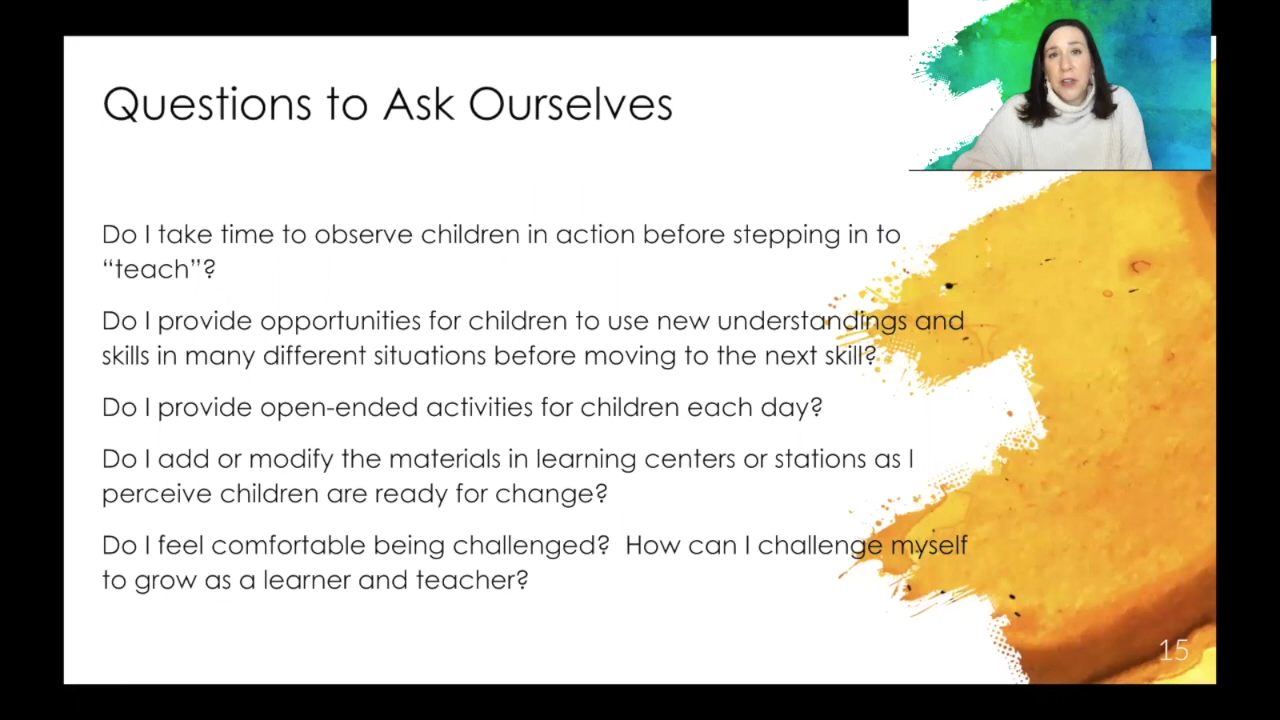 Questions to Ask Ourselves
Do I take time to observe children in action before stepping in to
“teach”?
Do I provide opportunities for children to use new understandings and
skills in many different situations before moving to the next skill?
Do I provide open-ended activities for children each day?
Do I add or modify the materials in learning centers or stations as I
perceive children are ready for change?
Do I feel comfortable being challenged?  How can I challenge myself
to grow as a learner and teacher?
15